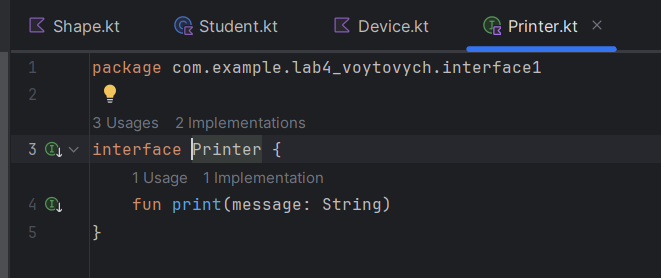 Shape.kt Student.kt Device.kt Printer.kt
1 package com.example.lab4_voytovych.interface1
2
3 Usages 2 Implementations
3 interface Printer {
1 Usage 1 Implementation
4 fun print(message: String)
5 }